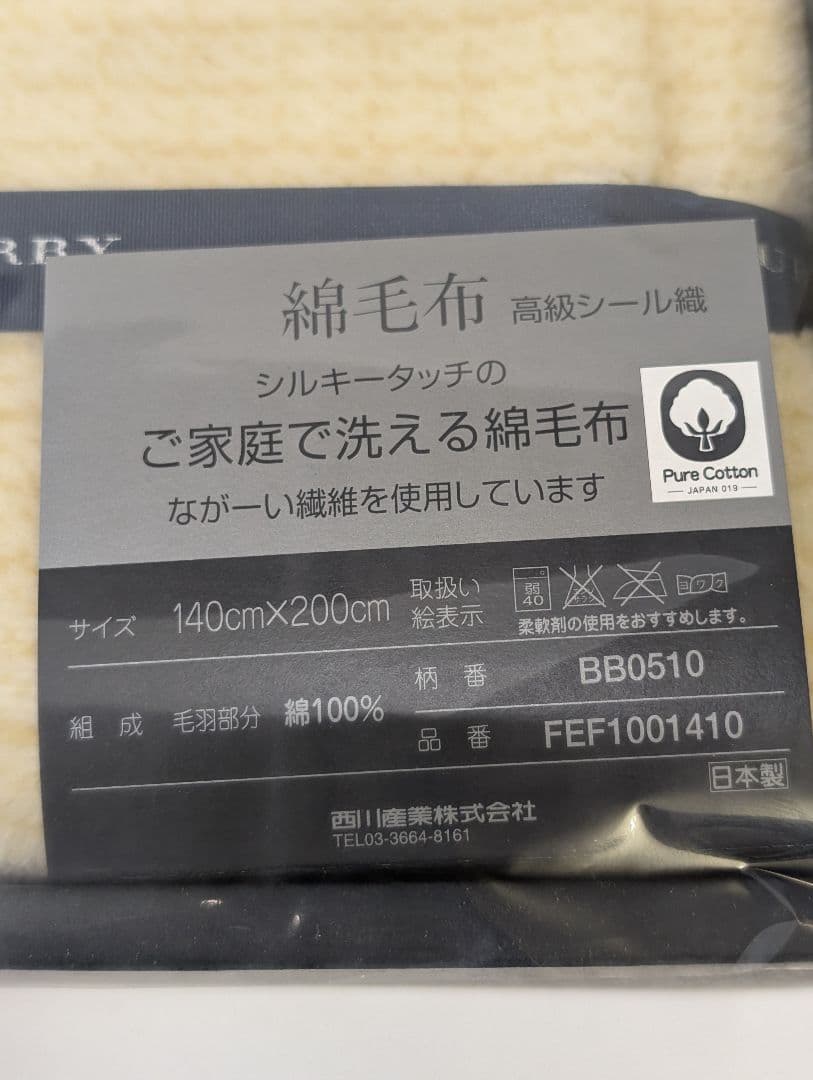 RBY
綿毛布 高級シール織
シルキータッチの
ご家庭で洗える綿毛布
ながーい繊維を使用しています
Pure Cotton
JAPAN 019
サイズ 140cm×200cm
取扱い
絵表示
弱
40
ヨワク
柔軟剤の使用をおすすめします。
組成 毛羽部分 綿100%
柄番 BB0510
品番 FEF1001410
日本製
西川産業株式会社
TEL03-3664-8161